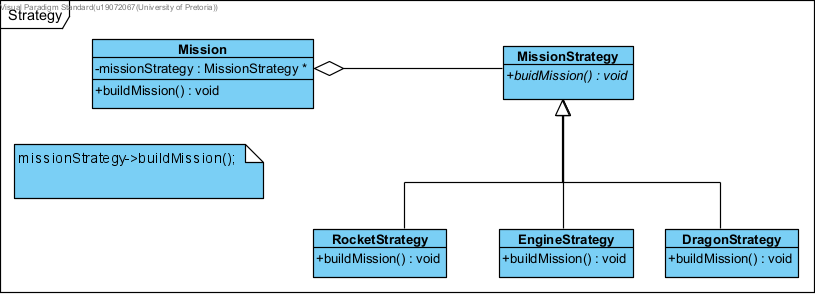 Visual Paradigm Standard(u19072067(University of Pretoria))
Strategy
Mission
-missionStrategy : MissionStrategy *
+buildMission() : void
MissionStrategy
+buidMission() : void
missionStrategy->buildMission();
RocketStrategy
+buildMission() : void
EngineStrategy
+buildMission() : void
DragonStrategy
+buildMission() : void